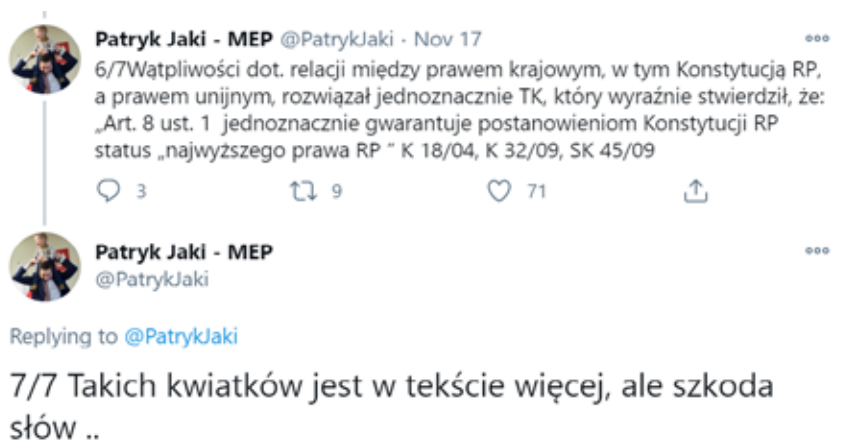 Patryk Jaki - MEP @PatrykJaki · Nov 17
6/7Wątpliwości dot. relacji między prawem krajowym, w tym Konstytucją RP,
a prawem unijnym, rozwiązał jednoznacznie TK, który wyraźnie stwierdził, że:
„Art. 8 ust. 1 jednoznacznie gwarantuje postanowieniom Konstytucji RP
status „najwyższego prawa RP “ K 18/04, K 32/09, SK 45/09
3 9 71
Patryk Jaki - MEP
@PatrykJaki
Replying to @PatrykJaki
7/7 Takich kwiatków jest w tekście więcej, ale szkoda
słów ..